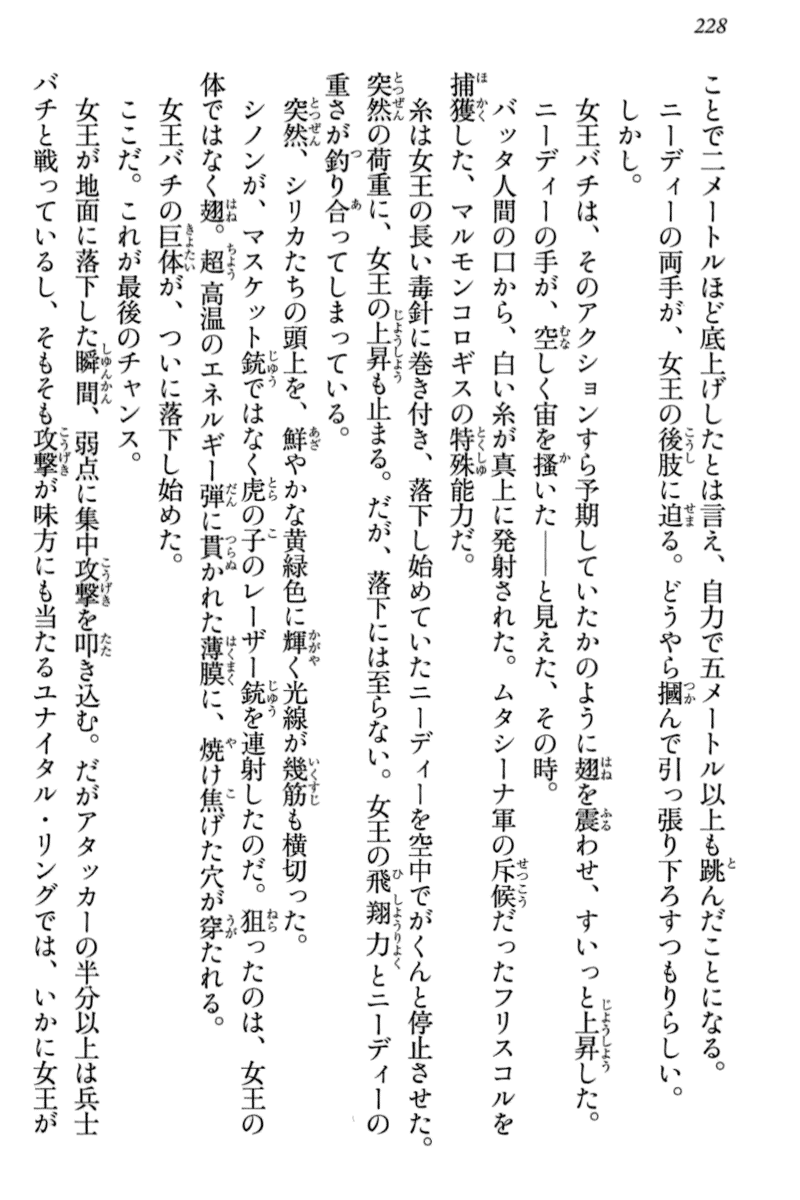 228
ことで二メートルほど底上げしたとは言え、自力で五メートル以上も跳んだことになる。
ニーディーの両手が、女王の後肢に迫る。どうやら摑んで引っ張り下ろすつもりらしい。
しかし。
女王バチは、そのアクションすら予期していたかのように翅を震わせ、すいっと上昇した。
ニーディーの手が、空しく宙を搔いた――と見えた、その時。
バッタ人間の口から、白い糸が真上に発射された。ムタシーナ軍の斥候だったフリスコルを
捕獲した、マルモンコロギスの特殊能力だ。
糸は女王の長い毒針に巻き付き、落下し始めていたニーディーを空中でがくんと停止させた。
突然の荷重に、女王の上昇も止まる。だが、落下には至らない。女王の飛翔力とニーディーの
重さが釣り合ってしまっている。
突然、シリカたちの頭上を、鮮やかな黄緑色に輝く光線が幾筋も横切った。
シノンが、マスケット銃ではなく虎の子のレーザー銃を連射したのだ。狙ったのは、女王の
体ではなく翅。超高温のエネルギー弾に貫かれた薄膜に、焼け焦げた穴が穿たれる。
女王バチの巨体が、ついに落下し始めた。
ここだ。これが最後のチャンス。
女王が地面に落下した瞬間、弱点に集中攻撃を叩き込む。だがアタッカーの半分以上は兵士
バチと戦っているし、そもそも攻撃が味方にも当たるユナイタル・リングでは、いかに女王が